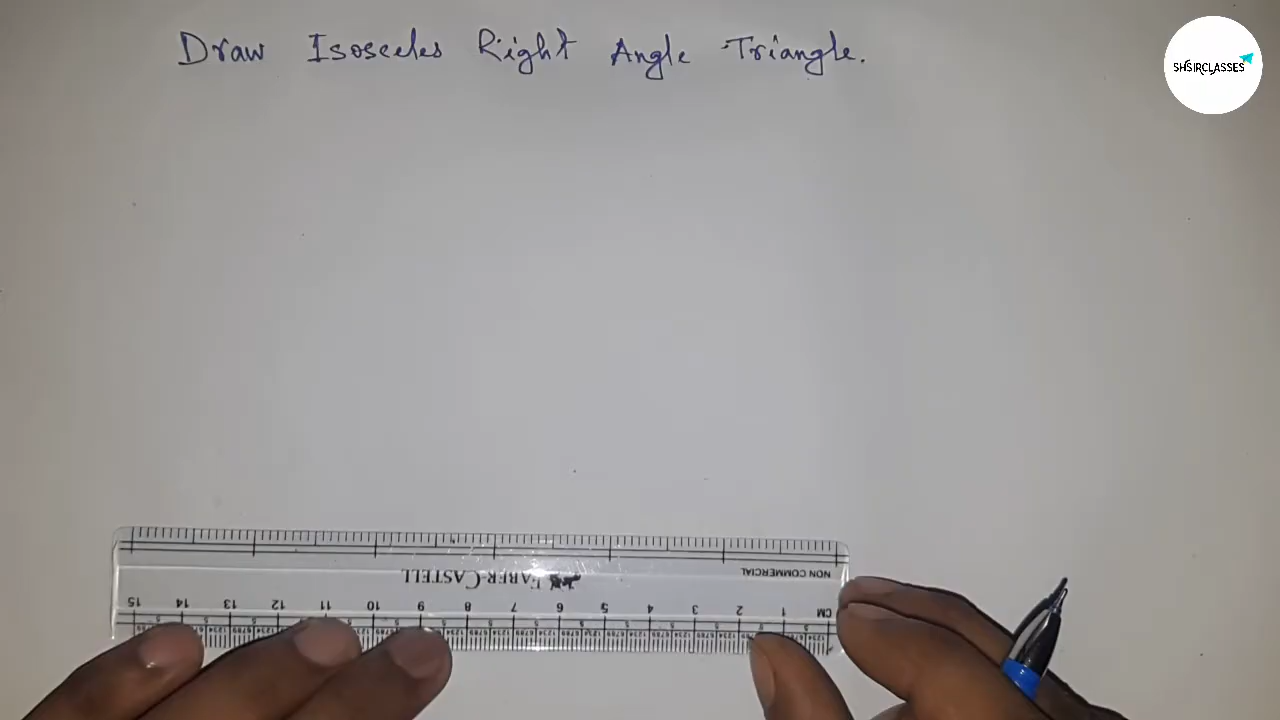 Draw Isosceles Right Angle Triangle.
SHSIRCLASSES
NON COMMERCIAL
FABER-CASTELL
15 14 13 12 11 10 9 8 7 6 5 4 3 2 1 CM